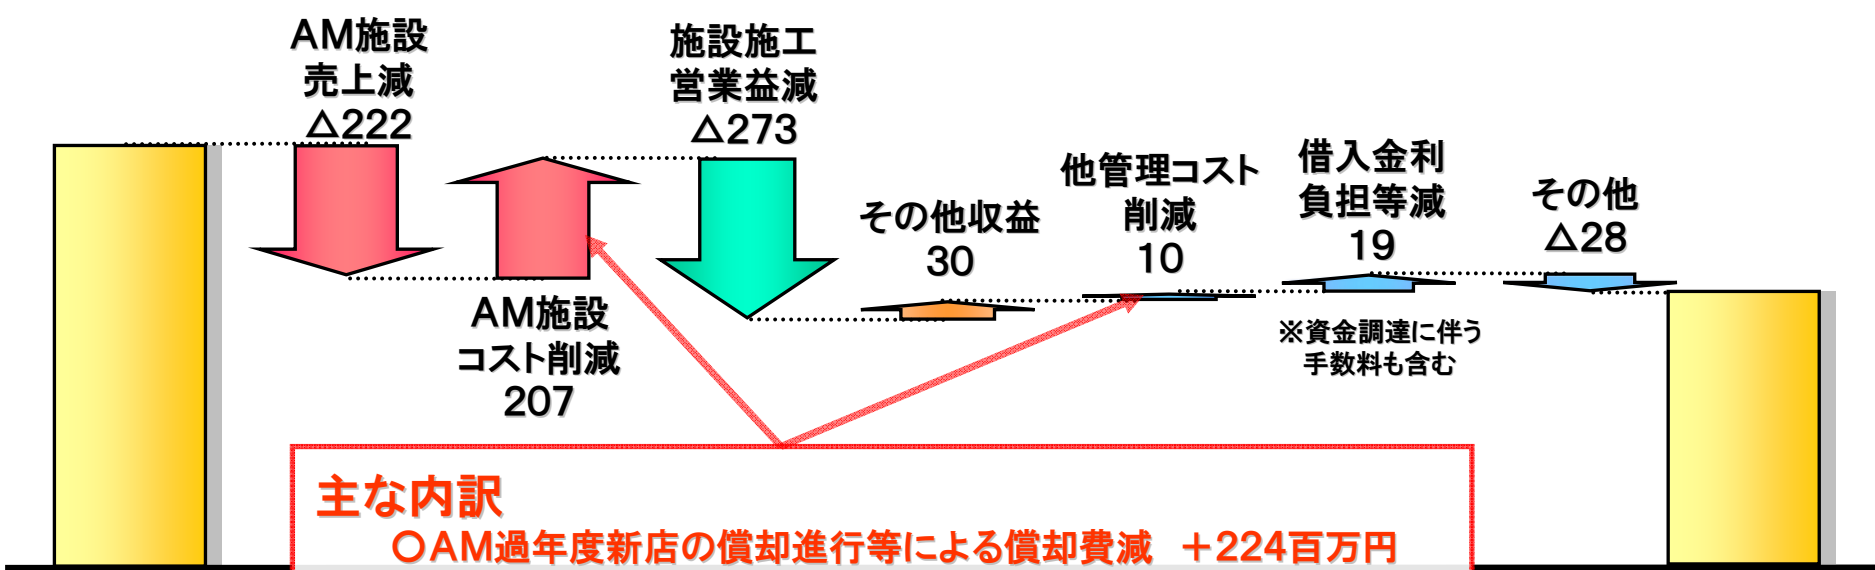 AM施設
売上減
△222
AM施設
コスト削減
207
施設施工
営業益減
△273
その他収益
30
他管理コスト
削減
10
借入金利
負担等減
19
※資金調達に伴う
手数料も含む
その他
△28
主な内訳
○AM過年度新店の償却進行等による償却費減 +224百万円